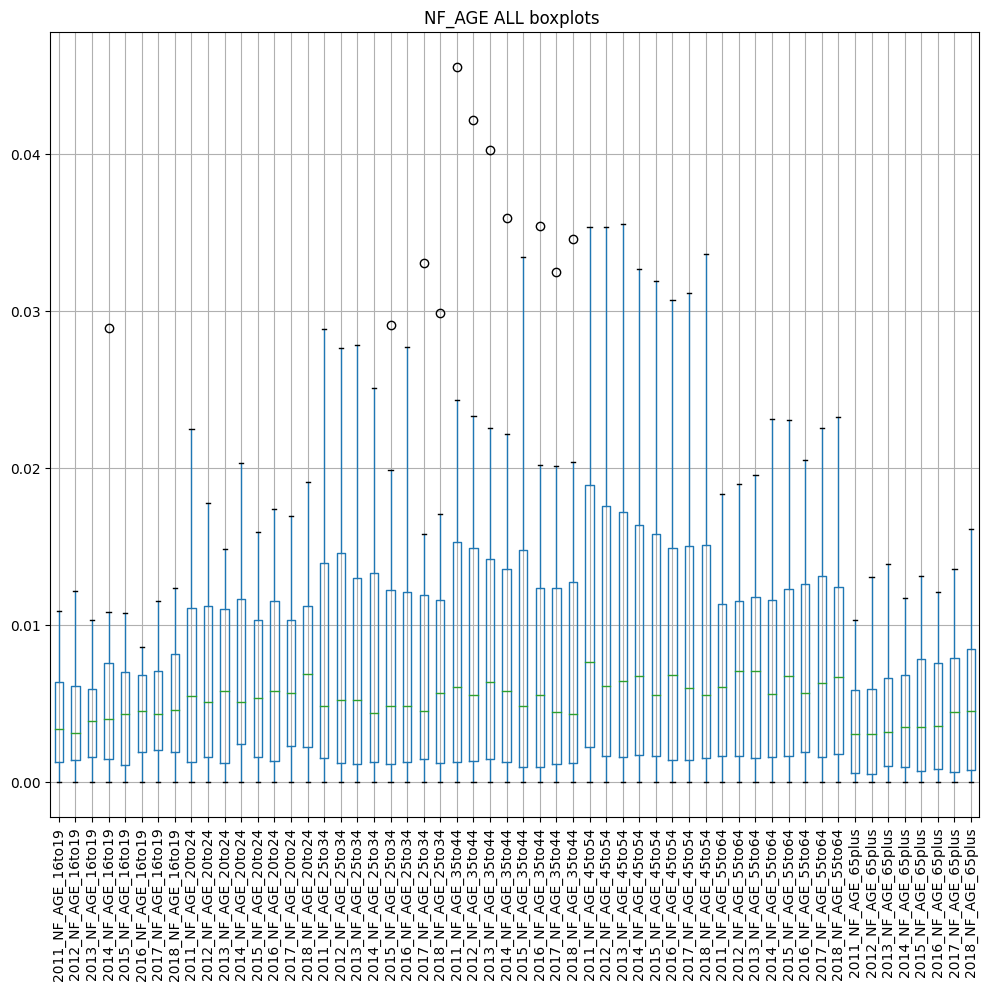 NF_AGE ALL boxplots
0.04
0.03
0.02
0.01
0.00
2011_NF_AGE_16to19
2012_NF_AGE_16to19
2013_NF_AGE_16to19
2014_NF_AGE_16to19
2015_NF_AGE_16to19
2016_NF_AGE_16to19
2017_NF_AGE_16to19
2018_NF_AGE_16to19
2011_NF_AGE_20to24
2012_NF_AGE_20to24
2013_NF_AGE_20to24
2014_NF_AGE_20to24
2015_NF_AGE_20to24
2016_NF_AGE_20to24
2017_NF_AGE_20to24
2018_NF_AGE_20to24
2011_NF_AGE_25to34
2012_NF_AGE_25to34
2013_NF_AGE_25to34
2014_NF_AGE_25to34
2015_NF_AGE_25to34
2016_NF_AGE_25to34
2017_NF_AGE_25to34
2018_NF_AGE_25to34
2011_NF_AGE_35to44
2012_NF_AGE_35to44
2013_NF_AGE_35to44
2014_NF_AGE_35to44
2015_NF_AGE_35to44
2016_NF_AGE_35to44
2017_NF_AGE_35to44
2018_NF_AGE_35to44
2011_NF_AGE_45to54
2012_NF_AGE_45to54
2013_NF_AGE_45to54
2014_NF_AGE_45to54
2015_NF_AGE_45to54
2016_NF_AGE_45to54
2017_NF_AGE_45to54
2018_NF_AGE_45to54
2011_NF_AGE_55to64
2012_NF_AGE_55to64
2013_NF_AGE_55to64
2014_NF_AGE_55to64
2015_NF_AGE_55to64
2016_NF_AGE_55to64
2017_NF_AGE_55to64
2018_NF_AGE_55to64
2011_NF_AGE_65plus
2012_NF_AGE_65plus
2013_NF_AGE_65plus
2014_NF_AGE_65plus
2015_NF_AGE_65plus
2016_NF_AGE_65plus
2017_NF_AGE_65plus
2018_NF_AGE_65plus